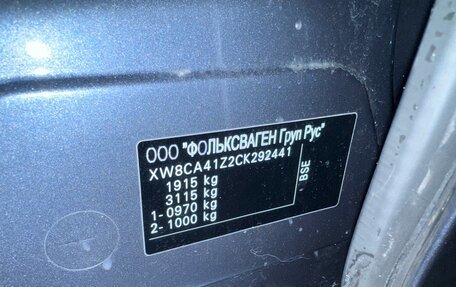 ООО "ФОЛЬКСВАГЕН Груп Рус"
XW8CA41Z2CK292441
1915 kg
3115 kg
1- 0970 kg
2- 1000 kg
BSE